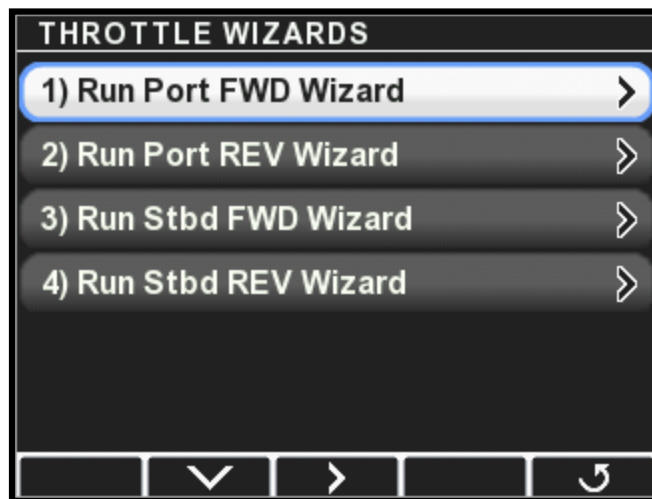 THROTTLE WIZARDS
1) Run Port FWD Wizard
2) Run Port REV Wizard
3) Run Stbd FWD Wizard
4) Run Stbd REV Wizard